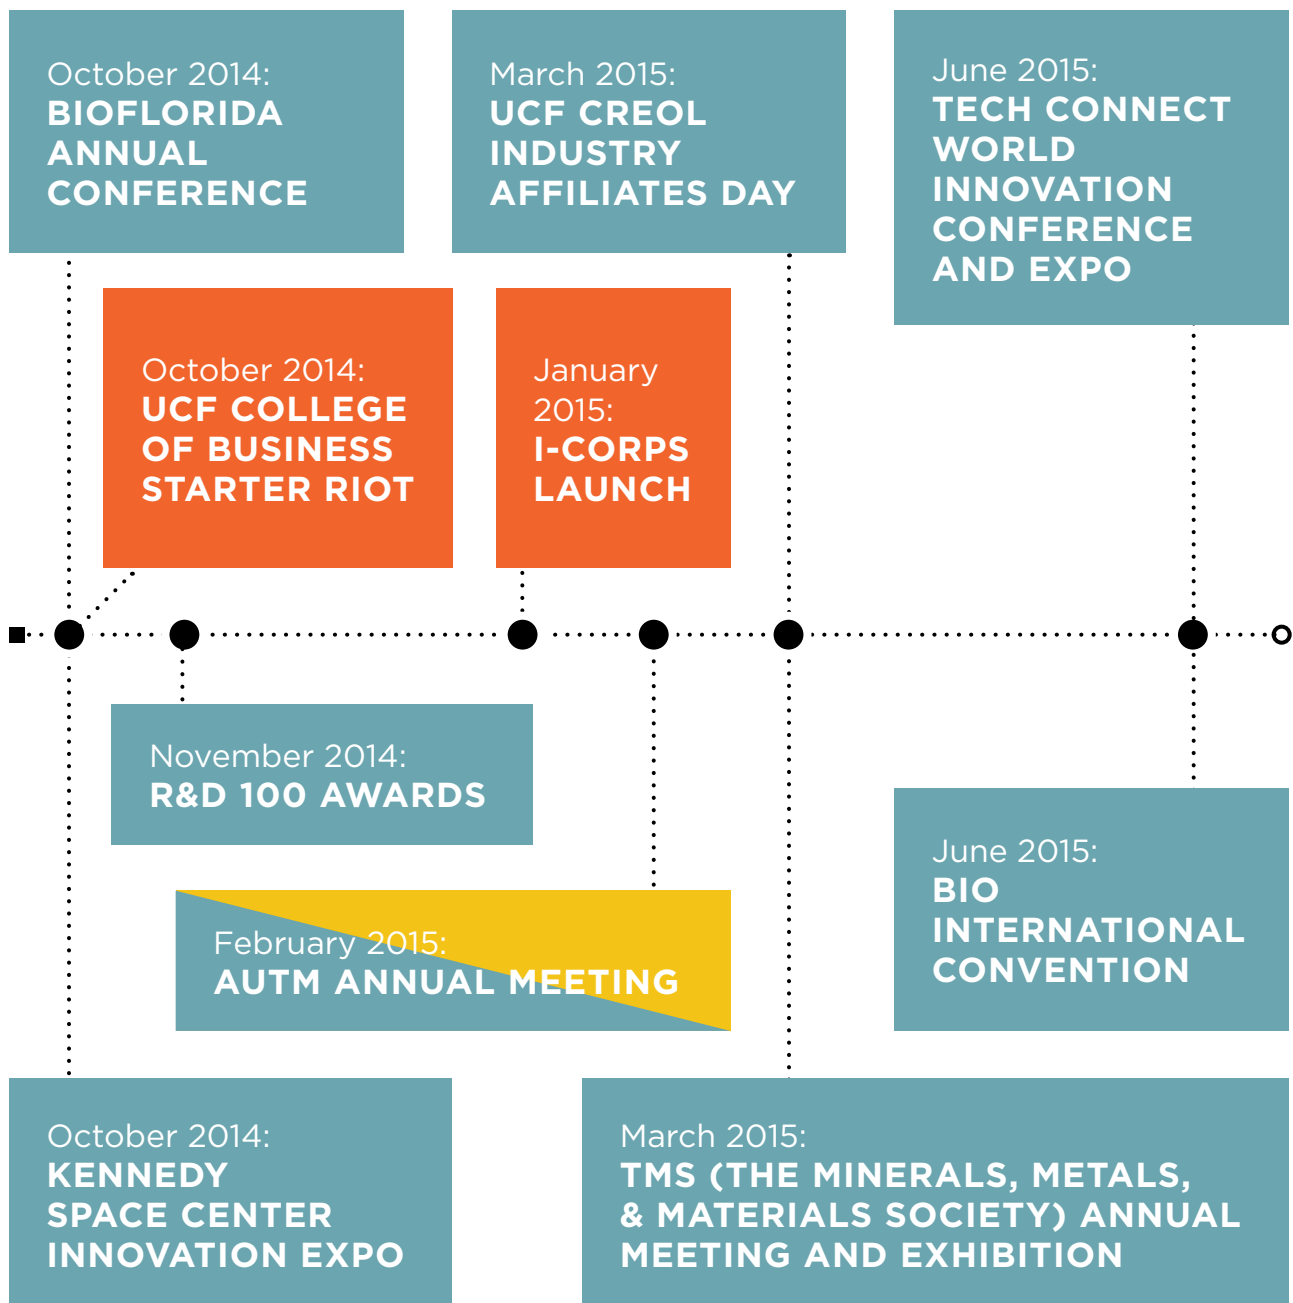 October 2014:
BIOFLORIDA
ANNUAL
CONFERENCE
March 2015:
UCF CREOL
INDUSTRY
AFFILIATES DAY
June 2015:
TECH CONNECT
WORLD
INNOVATION
CONFERENCE
AND EXPO
October 2014:
UCF COLLEGE
OF BUSINESS
STARTER RIOT
January
2015:
I-CORPS
LAUNCH
November 2014:
R&D 100 AWARDS
February 2015:
AUTM ANNUAL MEETING
June 2015:
BIO
INTERNATIONAL
CONVENTION
October 2014:
KENNEDY
SPACE CENTER
INNOVATION EXPO
March 2015:
TMS (THE MINERALS, METALS,
& MATERIALS SOCIETY) ANNUAL
MEETING AND EXHIBITION